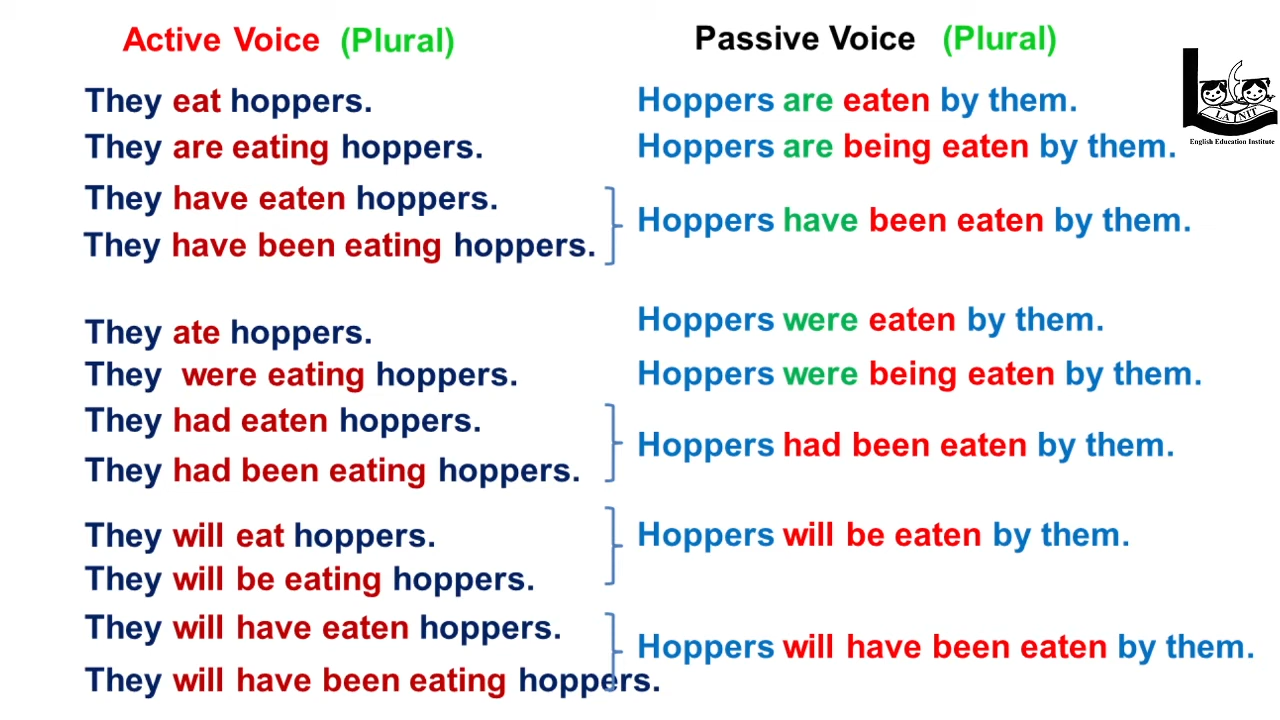 Active Voice (Plural)
Passive Voice (Plural)
They eat hoppers.
Hoppers are eaten by them.
They are eating hoppers.
Hoppers are being eaten by them.
They have eaten hoppers.
They have been eating hoppers.
Hoppers have been eaten by them.
They ate hoppers.
Hoppers were eaten by them.
They were eating hoppers.
Hoppers were being eaten by them.
They had eaten hoppers.
They had been eating hoppers.
Hoppers had been eaten by them.
They will eat hoppers.
They will be eating hoppers.
Hoppers will be eaten by them.
They will have eaten hoppers.
They will have been eating hoppers.
Hoppers will have been eaten by them.
LA NIT
English Education Institute